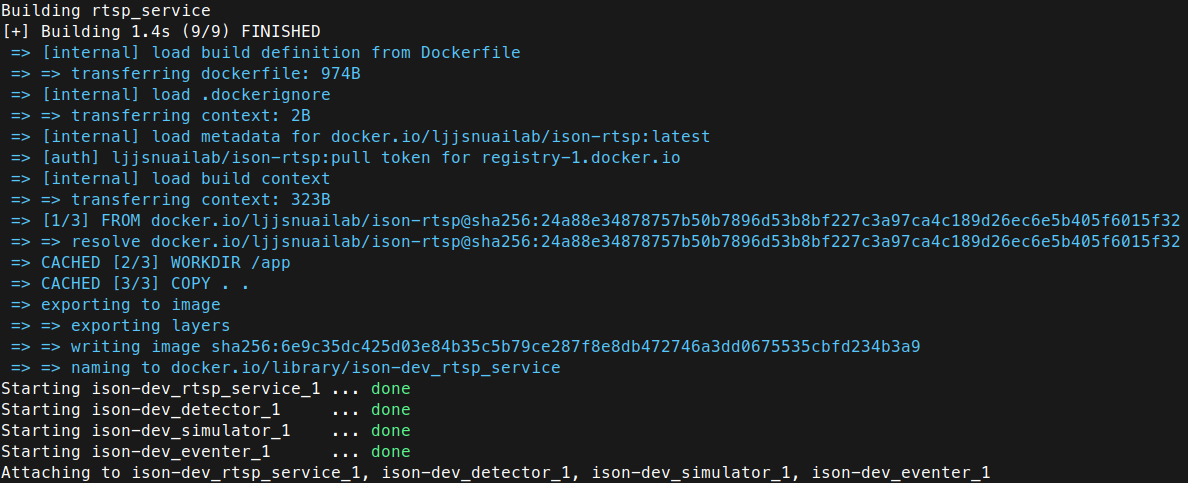 Building rtsp_service
[+] Building 1.4s (9/9) FINISHED
=> [internal] load build definition from Dockerfile
=> => transferring dockerfile: 974B
=> [internal] load .dockerignore
=> => transferring context: 2B
=> [internal] load metadata for docker.io/ljjsnuailab/ison-rtsp:latest
=> [auth] ljjsnuailab/ison-rtsp:pull token for registry-1.docker.io
=> [internal] load build context
=> => transferring context: 323B
=> [1/3] FROM docker.io/ljjsnuailab/ison-rtsp@sha256:24a88e34878757b50b7896d53b8bf227c3a97ca4c189d26ec6e5b405f6015f32
=> => resolve docker.io/ljjsnuailab/ison-rtsp@sha256:24a88e34878757b50b7896d53b8bf227c3a97ca4c189d26ec6e5b405f6015f32
=> CACHED [2/3] WORKDIR /app
=> CACHED [3/3] COPY . .
=> exporting to image
=> => exporting layers
=> => writing image sha256:6e9c35dc425d03e84b35c5b79ce287f8e8db472746a3dd0675535cbfd234b3a9
=> => naming to docker.io/library/ison-dev_rtsp_service
Starting ison-dev_rtsp_service_1 ... done
Starting ison-dev_detector_1     ... done
Starting ison-dev_simulator_1    ... done
Starting ison-dev_eventer_1      ... done
Attaching to ison-dev_rtsp_service_1, ison-dev_detector_1, ison-dev_simulator_1, ison-dev_eventer_1